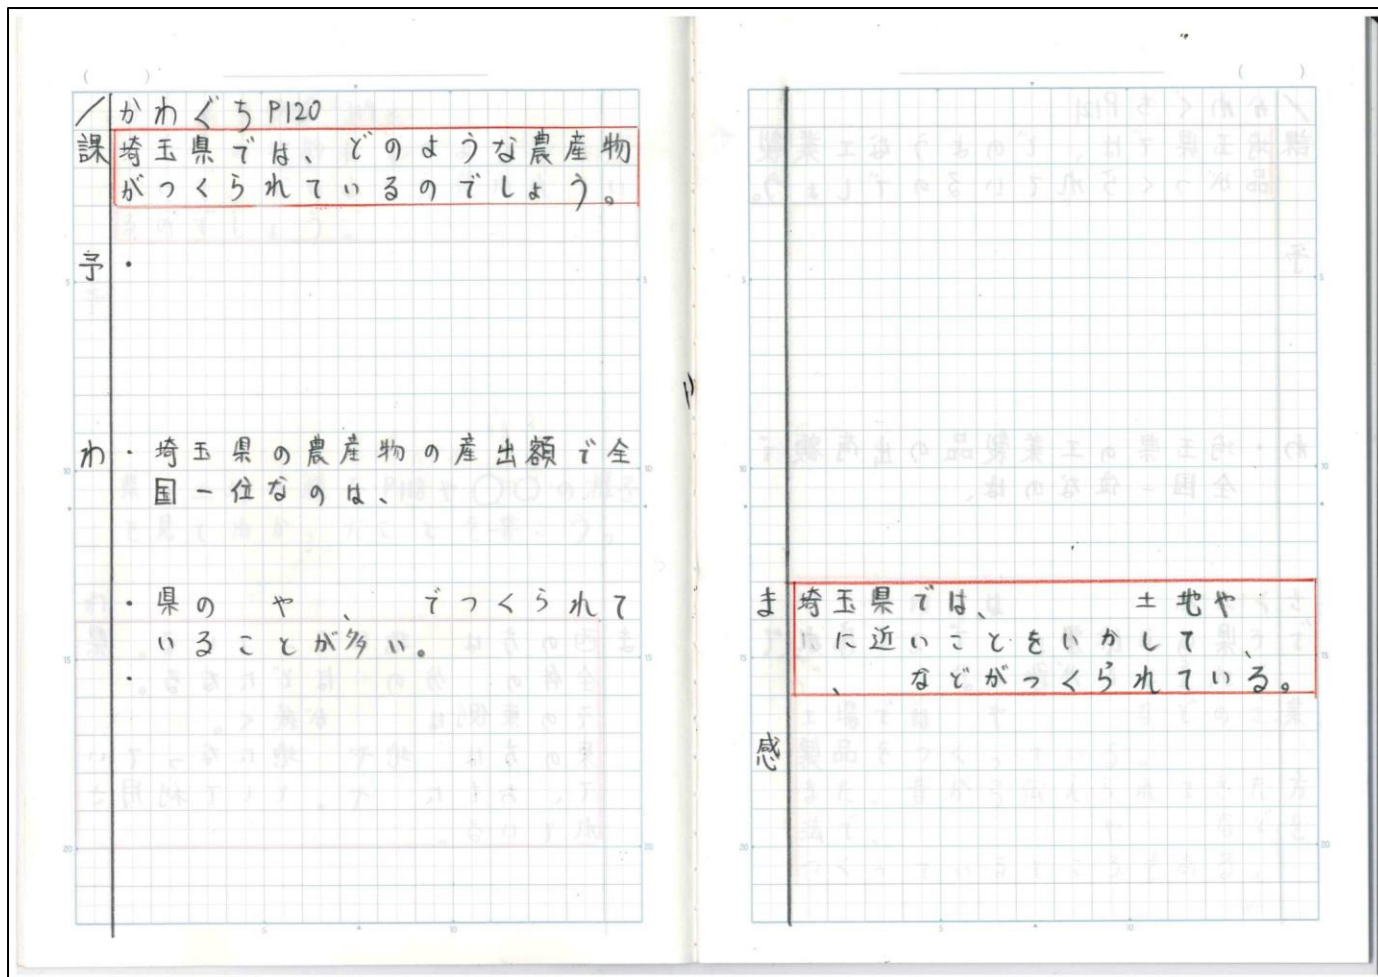 ( )
/ かわぐち P120
課 埼玉県では、どのような農産物
がつくられているのでしょう。
予 ・
わ ・ 埼玉県の農産物の産出額で全
国一位なのは、
・ 県の や 、 でつくられて
いることが多い。
・
( )
ま 埼玉県では、 土地や
に近いことをいかして、
、 などがつくられている。
感